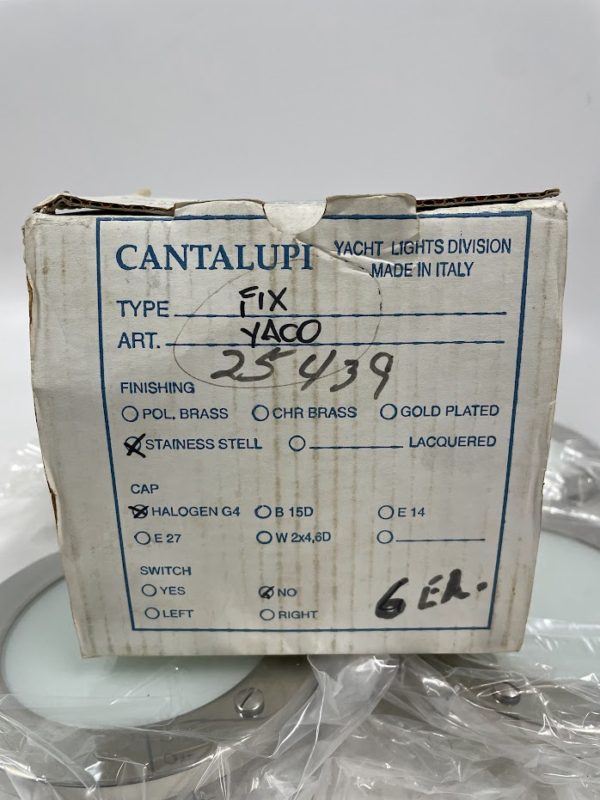 CANTALUPI YACHT LIGHTS DIVISION
MADE IN ITALY
TYPE FIX
ART. YACO
25439
FINISHING
POL. BRASS CHR BRASS GOLD PLATED
STAINESS STELL LACQUERED
CAP
HALOGEN G4 B 15D E 14
E 27 W 2x4,6D
SWITCH
YES NO
LEFT RIGHT
6 ER.